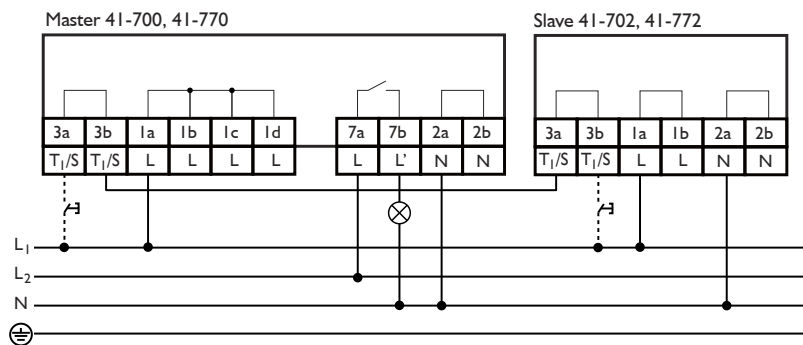 Master 41-700, 41-770 Slave 41-702, 41-772
3a 3b 1a 1b 1c 1d 7a 7b 2a 2b 3a 3b 1a 1b 2a 2b
T₁/S T₁/S L L L L L L’ N N T₁/S T₁/S L L N N
L₁
L₂
N